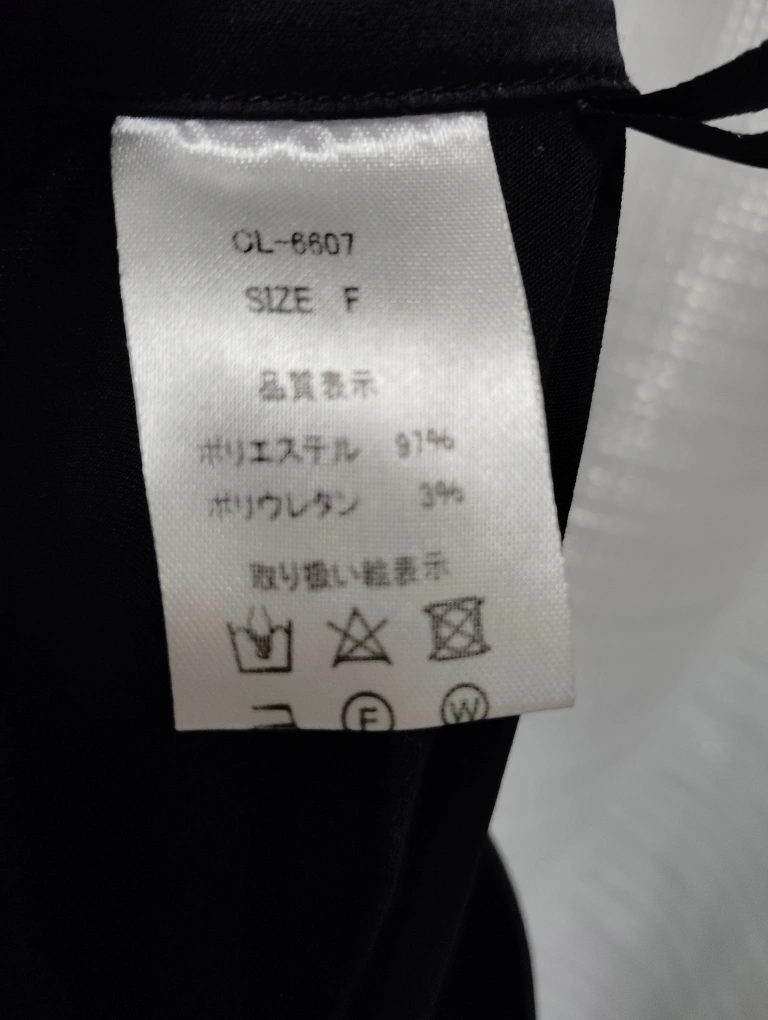 CL-6607
SIZE F
品質表示
ポリエステル 97%
ポリウレタン 3%
取り扱い絵表示
F W